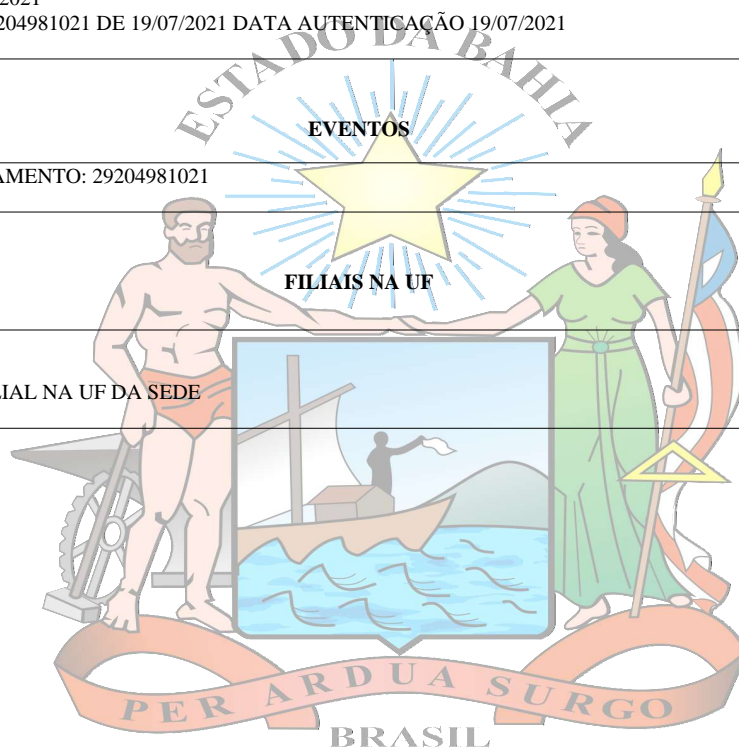 2021
204981021 DE 19/07/2021 DATA AUTENTICAÇÃO 19/07/2021
ESTADO DA BAHIA
EVENTOS
AMENTO: 29204981021
FILIAIS NA UF
LIAL NA UF DA SEDE
PER ARDUA SURGO
BRASIL